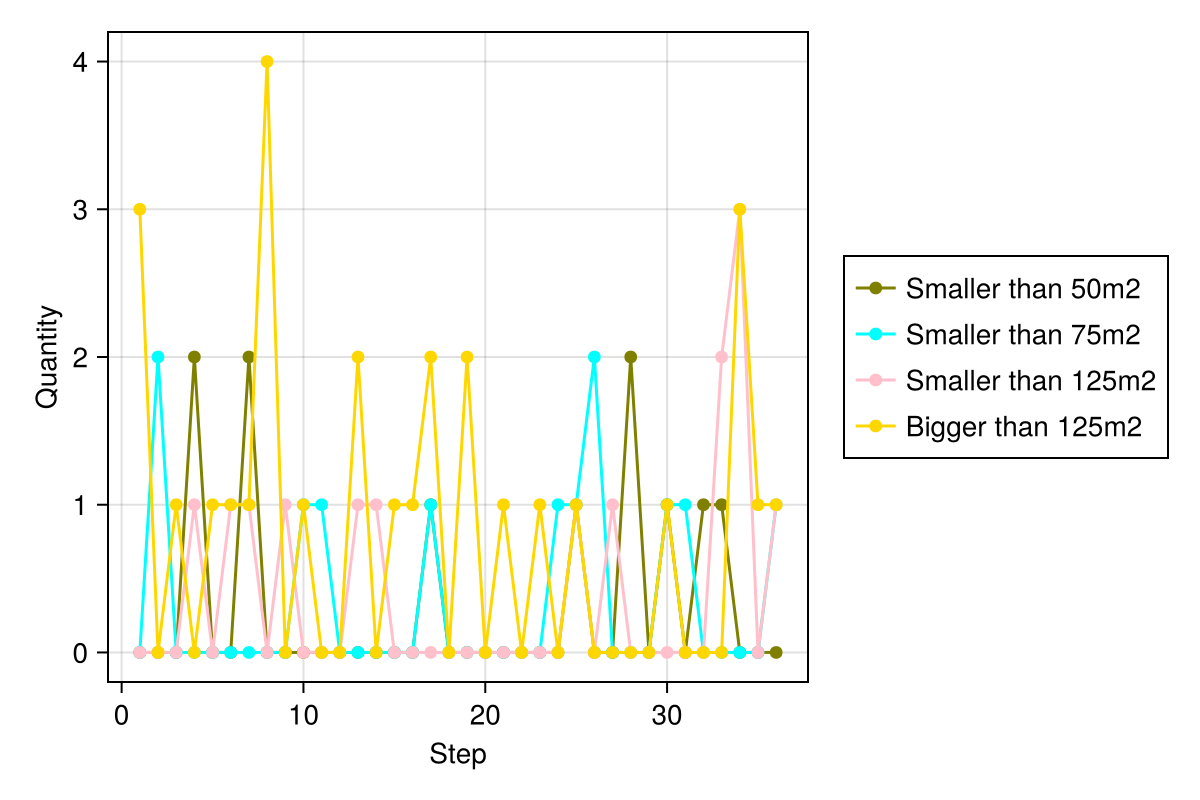 4
3
2
1
0
Quantity
0 10 20 30
Step
Smaller than 50m2
Smaller than 75m2
Smaller than 125m2
Bigger than 125m2